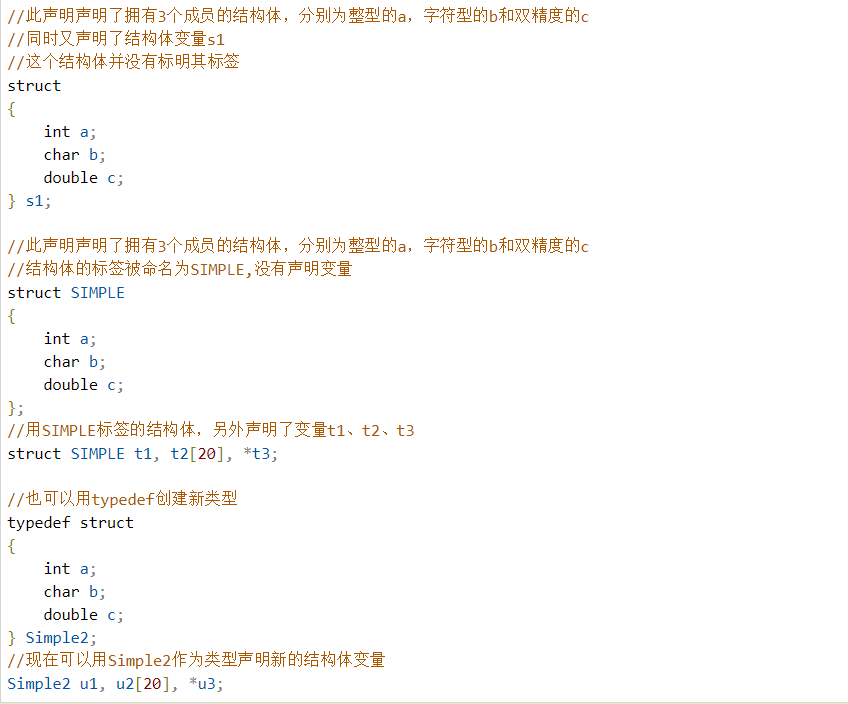 //此声明声明了拥有3个成员的结构体，分别为整型的a，字符型的b和双精度的c
//同时又声明了结构体变量s1
//这个结构体并没有标明其标签
struct
{
    int a;
    char b;
    double c;
} s1;

//此声明声明了拥有3个成员的结构体，分别为整型的a，字符型的b和双精度的c
//结构体的标签被命名为SIMPLE,没有声明变量
struct SIMPLE
{
    int a;
    char b;
    double c;
};
//用SIMPLE标签的结构体，另外声明了变量t1、t2、t3
struct SIMPLE t1, t2[20], *t3;

//也可以用typedef创建新类型
typedef struct
{
    int a;
    char b;
    double c;
} Simple2;
//现在可以用Simple2作为类型声明新的结构体变量
Simple2 u1, u2[20], *u3;